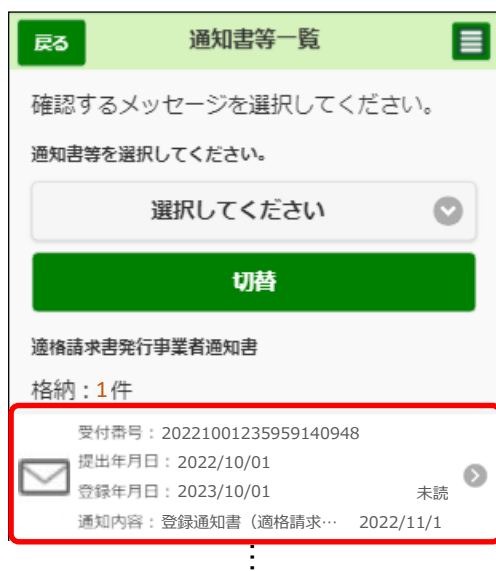 戻る 通知書等一覧
確認するメッセージを選択してください。
通知書等を選択してください。
選択してください
切替
適格請求書発行事業者通知書
格納：1件
受付番号：20221001235959140948
提出年月日：2022/10/01
登録年月日：2023/10/01 未読
通知内容：登録通知書（適格請求… 2022/11/1